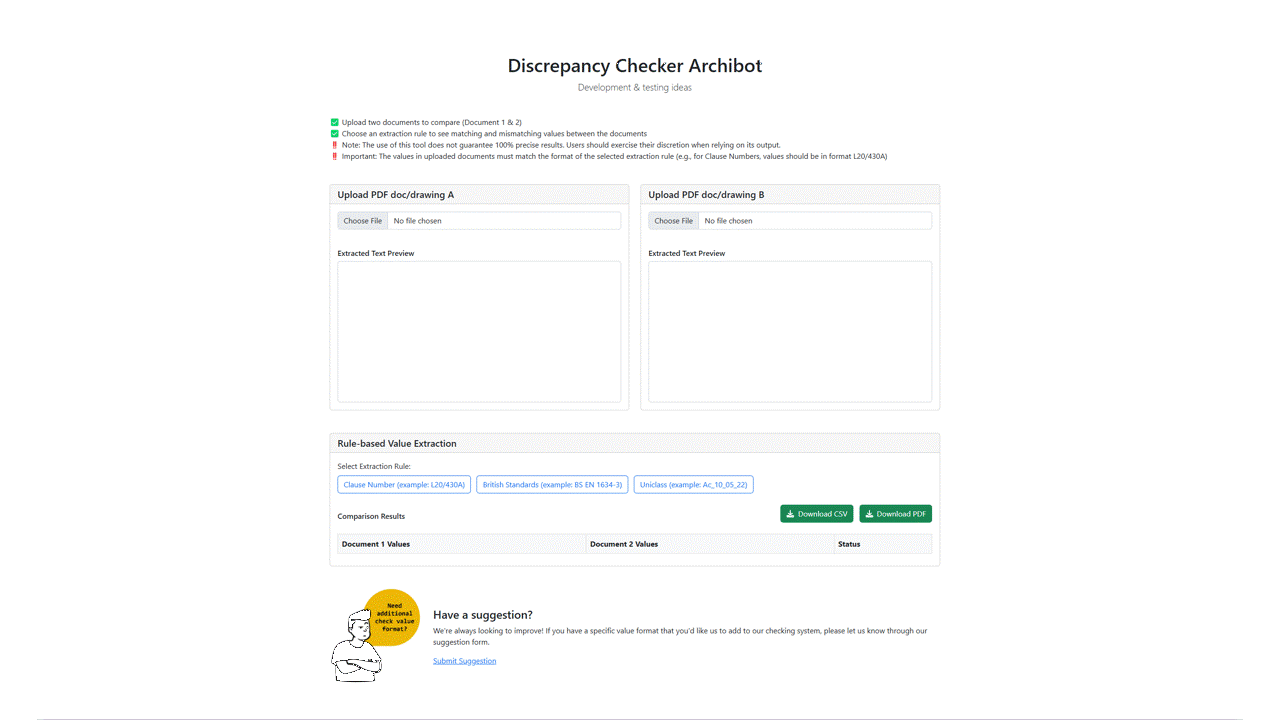 Discrepancy Checker Archibot
Development & testing ideas
✅ Upload two documents to compare (Document 1 & 2)
✅ Choose an extraction rule to see matching and mismatching values between the documents
‼️ Note: The use of this tool does not guarantee 100% precise results. Users should exercise their discretion when relying on its output.
‼️ Important: The values in uploaded documents must match the format of the selected extraction rule (e.g., for Clause Numbers, values should be in format L20/430A)
Upload PDF doc/drawing A
Choose File No file chosen
Extracted Text Preview
Upload PDF doc/drawing B
Choose File No file chosen
Extracted Text Preview
Rule-based Value Extraction
Select Extraction Rule:
Clause Number (example: L20/430A) British Standards (example: BS EN 1634-3) Uniclass (example: Ac_10_05_22)
Comparison Results Download CSV Download PDF
Document 1 Values Document 2 Values Status
Need
additional
check value
format?
Have a suggestion?
We're always looking to improve! If you have a specific value format that you'd like us to add to our checking system, please let us know through our
suggestion form.
Submit Suggestion